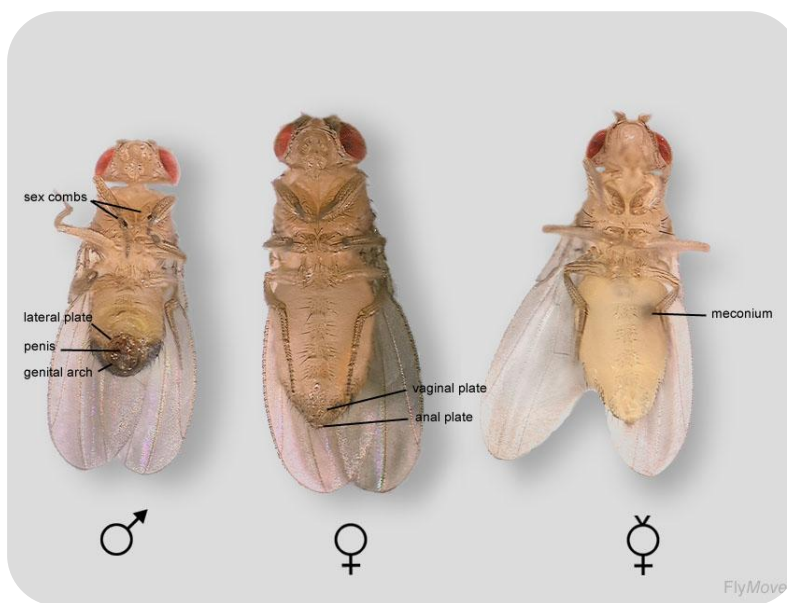 sex combs
lateral plate
penis
genital arch
vaginal plate
anal plate
meconium
FlyMove